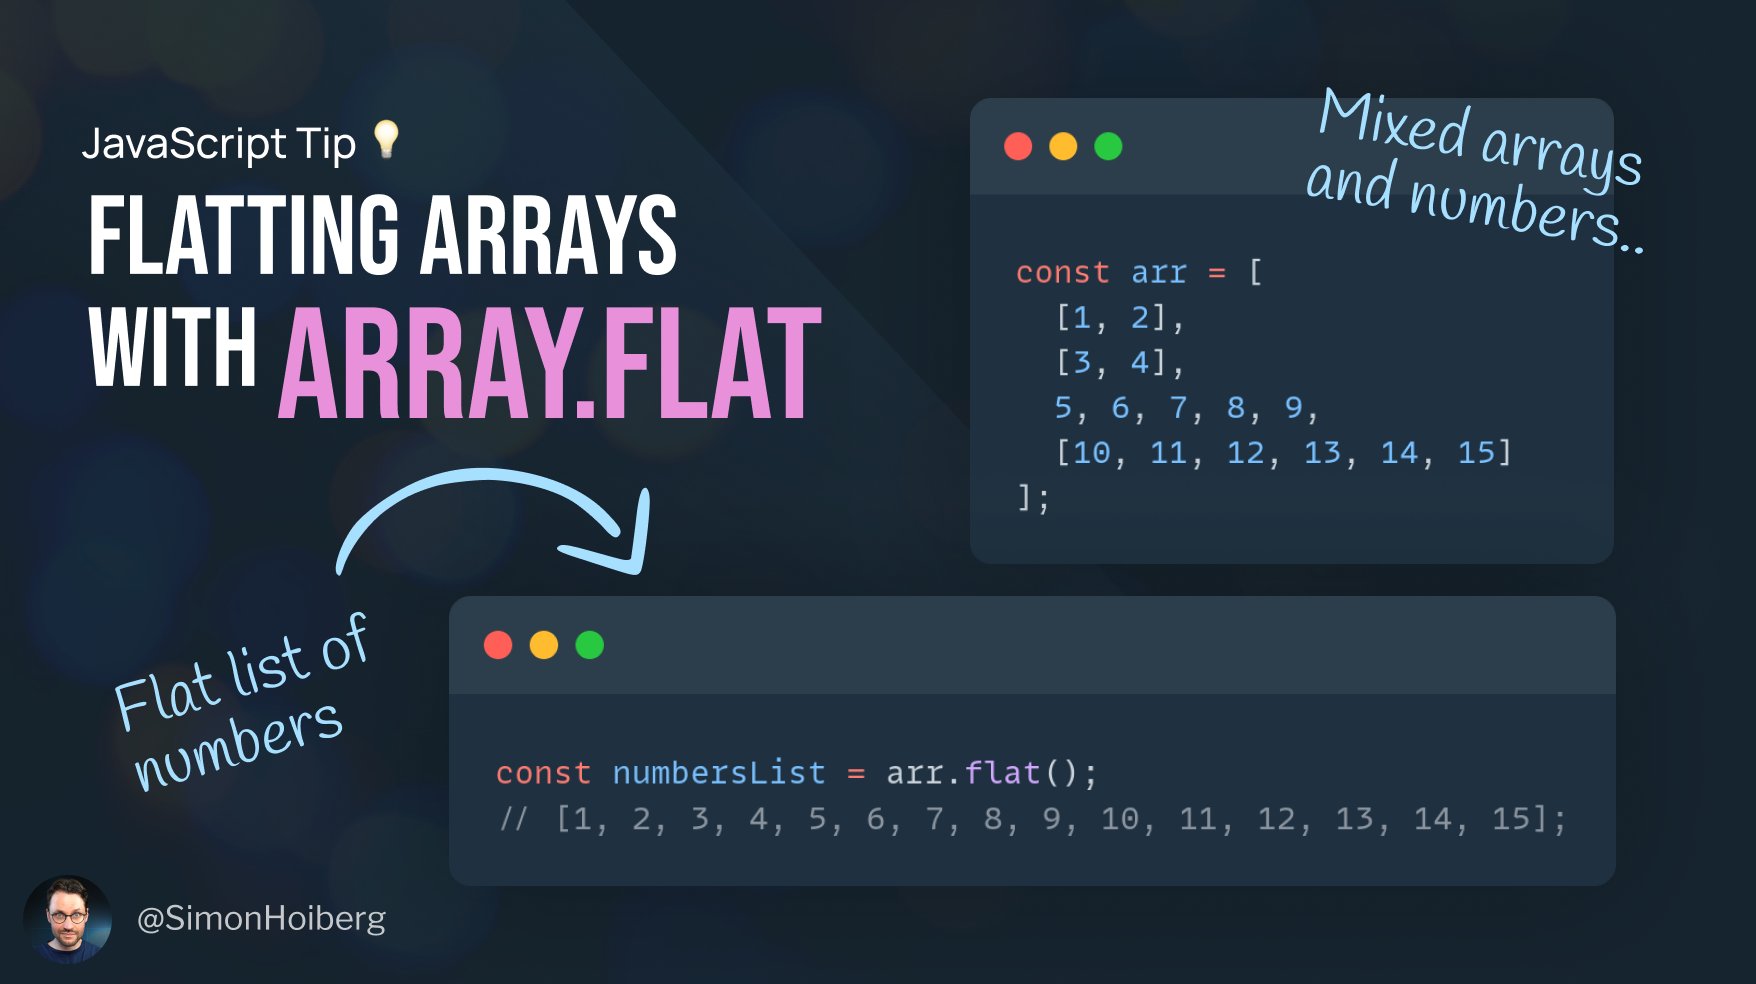 JavaScript Tip 💡
FLATTING ARRAYS
WITH ARRAY.FLAT
Mixed arrays
and numbers..
const arr = [
  [1, 2],
  [3, 4],
  5, 6, 7, 8, 9,
  [10, 11, 12, 13, 14, 15]
];
Flat list of
numbers
const numbersList = arr.flat();
// [1, 2, 3, 4, 5, 6, 7, 8, 9, 10, 11, 12, 13, 14, 15];
@SimonHoiberg